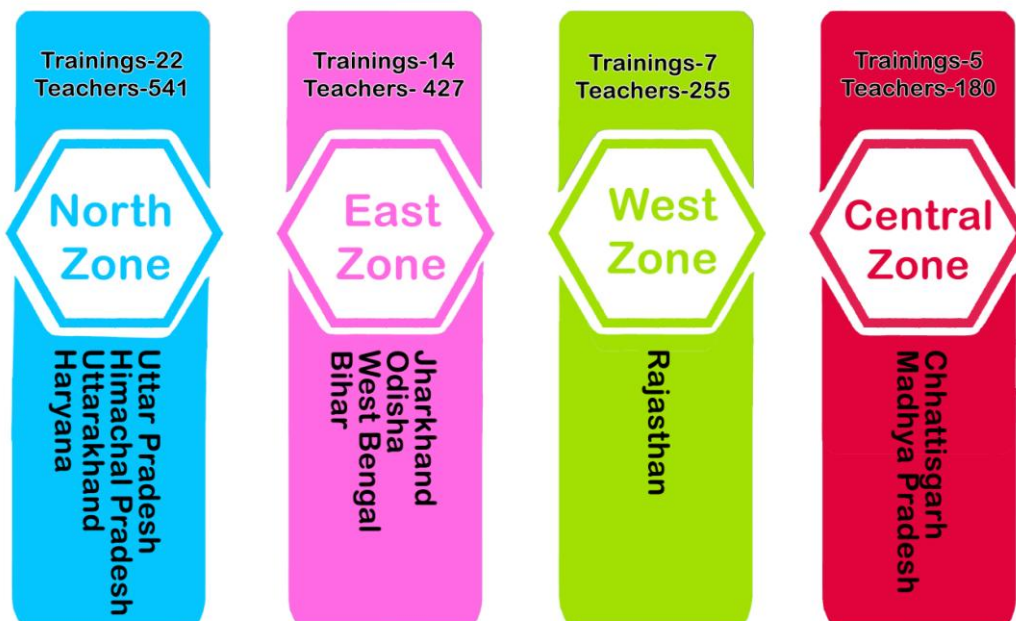 Trainings-22
Teachers-541
North
Zone
Uttar Pradesh
Himachal Pradesh
Uttarakhand
Haryana
Trainings-14
Teachers- 427
East
Zone
Jharkhand
Odisha
West Bengal
Bihar
Trainings-7
Teachers-255
West
Zone
Rajasthan
Trainings-5
Teachers-180
Central
Zone
Chhattisgarh
Madhya Pradesh